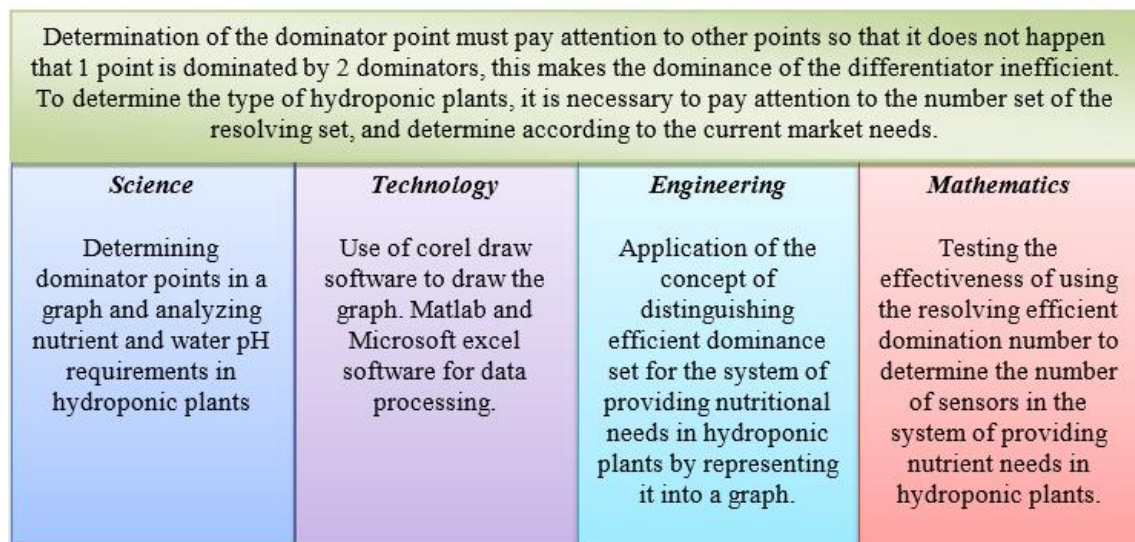 Determination of the dominator point must pay attention to other points so that it does not happen
that 1 point is dominated by 2 dominators, this makes the dominance of the differentiator inefficient.
To determine the type of hydroponic plants, it is necessary to pay attention to the number set of the
resolving set, and determine according to the current market needs.
Science
Determining
dominator points in a
graph and analyzing
nutrient and water pH
requirements in
hydroponic plants
Technology
Use of corel draw
software to draw the
graph. Matlab and
Microsoft excel
software for data
processing.
Engineering
Application of the
concept of
distinguishing
efficient dominance
set for the system of
providing nutritional
needs in hydroponic
plants by representing
it into a graph.
Mathematics
Testing the
effectiveness of using
the resolving efficient
domination number to
determine the number
of sensors in the
system of providing
nutrient needs in
hydroponic plants.